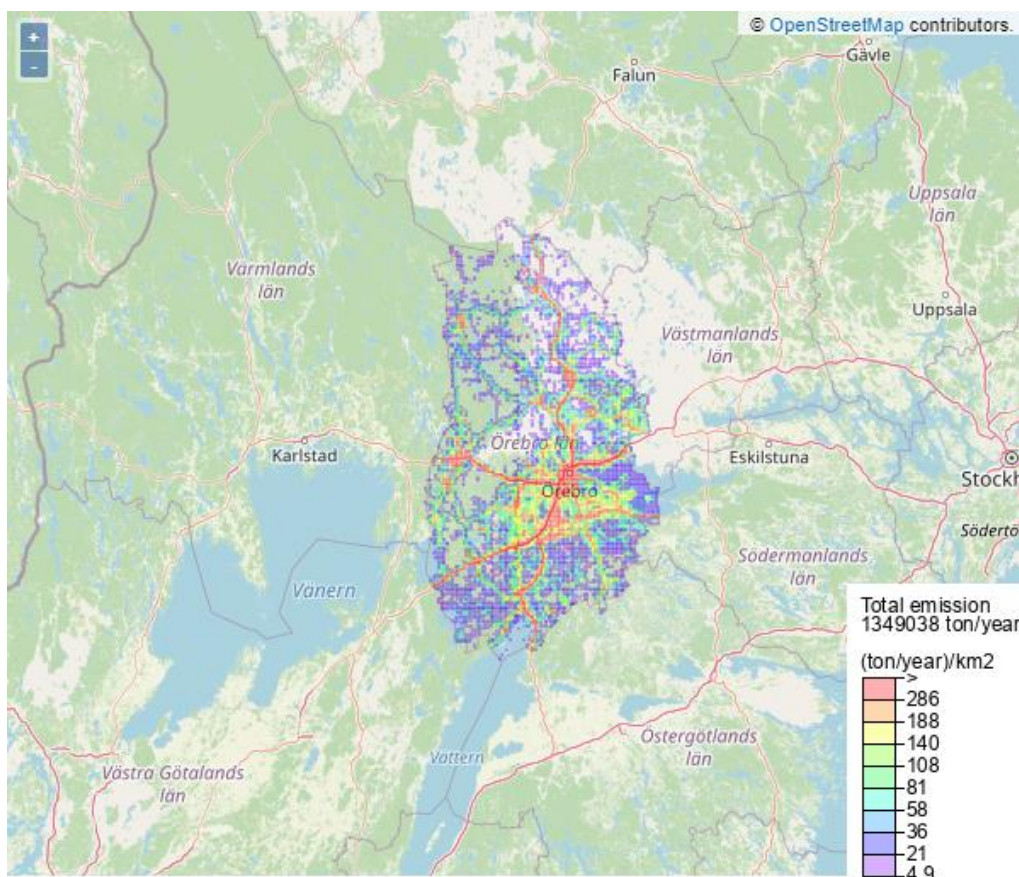 +
-
© OpenStreetMap contributors.
Gävle
Falun
Uppsala
län
Värmlands
län
Uppsala
Västmanlands
län
Örebro län
Karlstad
Eskilstuna
Stockh
Örebro
Södertö
Södermanlands
län
Vänern
Total emission
1349038 ton/year
(ton/year)/km2
>
286
188
140
108
81
58
36
21
4.9
Östergötlands
län
Vättern
Västra Götalands
län